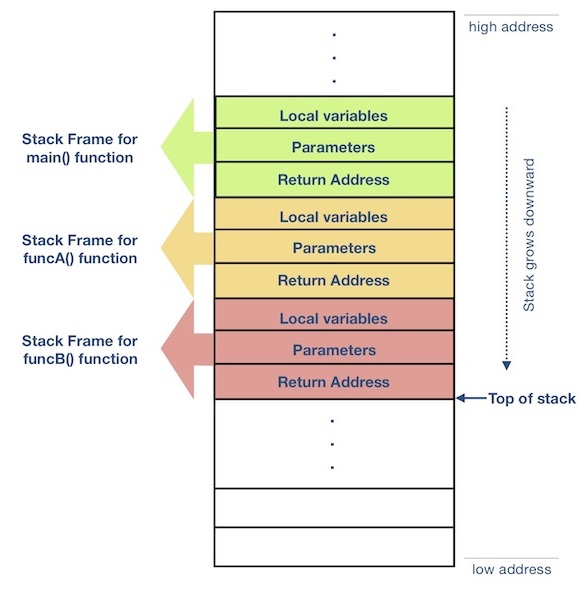 high address
Local variables
Stack Frame for
main() function
Parameters
Return Address
Local variables
Stack Frame for
funcA() function
Parameters
Return Address
Local variables
Stack Frame for
funcB() function
Parameters
Return Address
Stack grows downward
Top of stack
low address